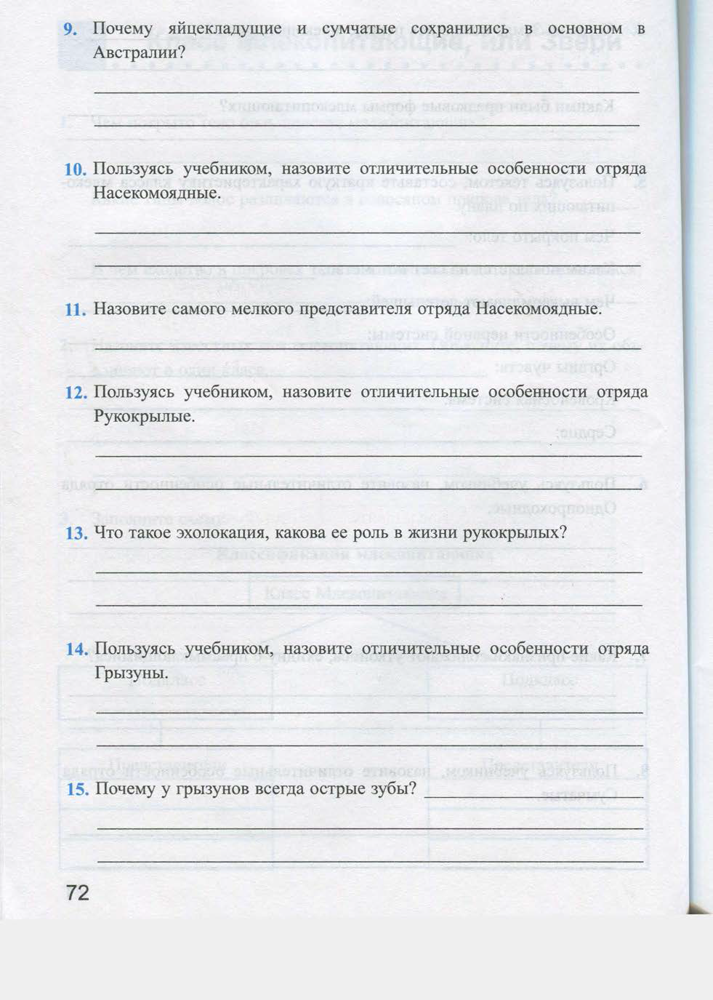 9. Почему яйцекладущие и сумчатые сохранились в основном в
Австралии?
10. Пользуясь учебником, назовите отличительные особенности отряда
Насекомоядные.
11. Назовите самого мелкого представителя отряда Насекомоядные.
12. Пользуясь учебником, назовите отличительные особенности отряда
Рукокрылые.
13. Что такое эхолокация, какова ее роль в жизни рукокрылых?
14. Пользуясь учебником, назовите отличительные особенности отряда
Грызуны.
15. Почему у грызунов всегда острые зубы?
72